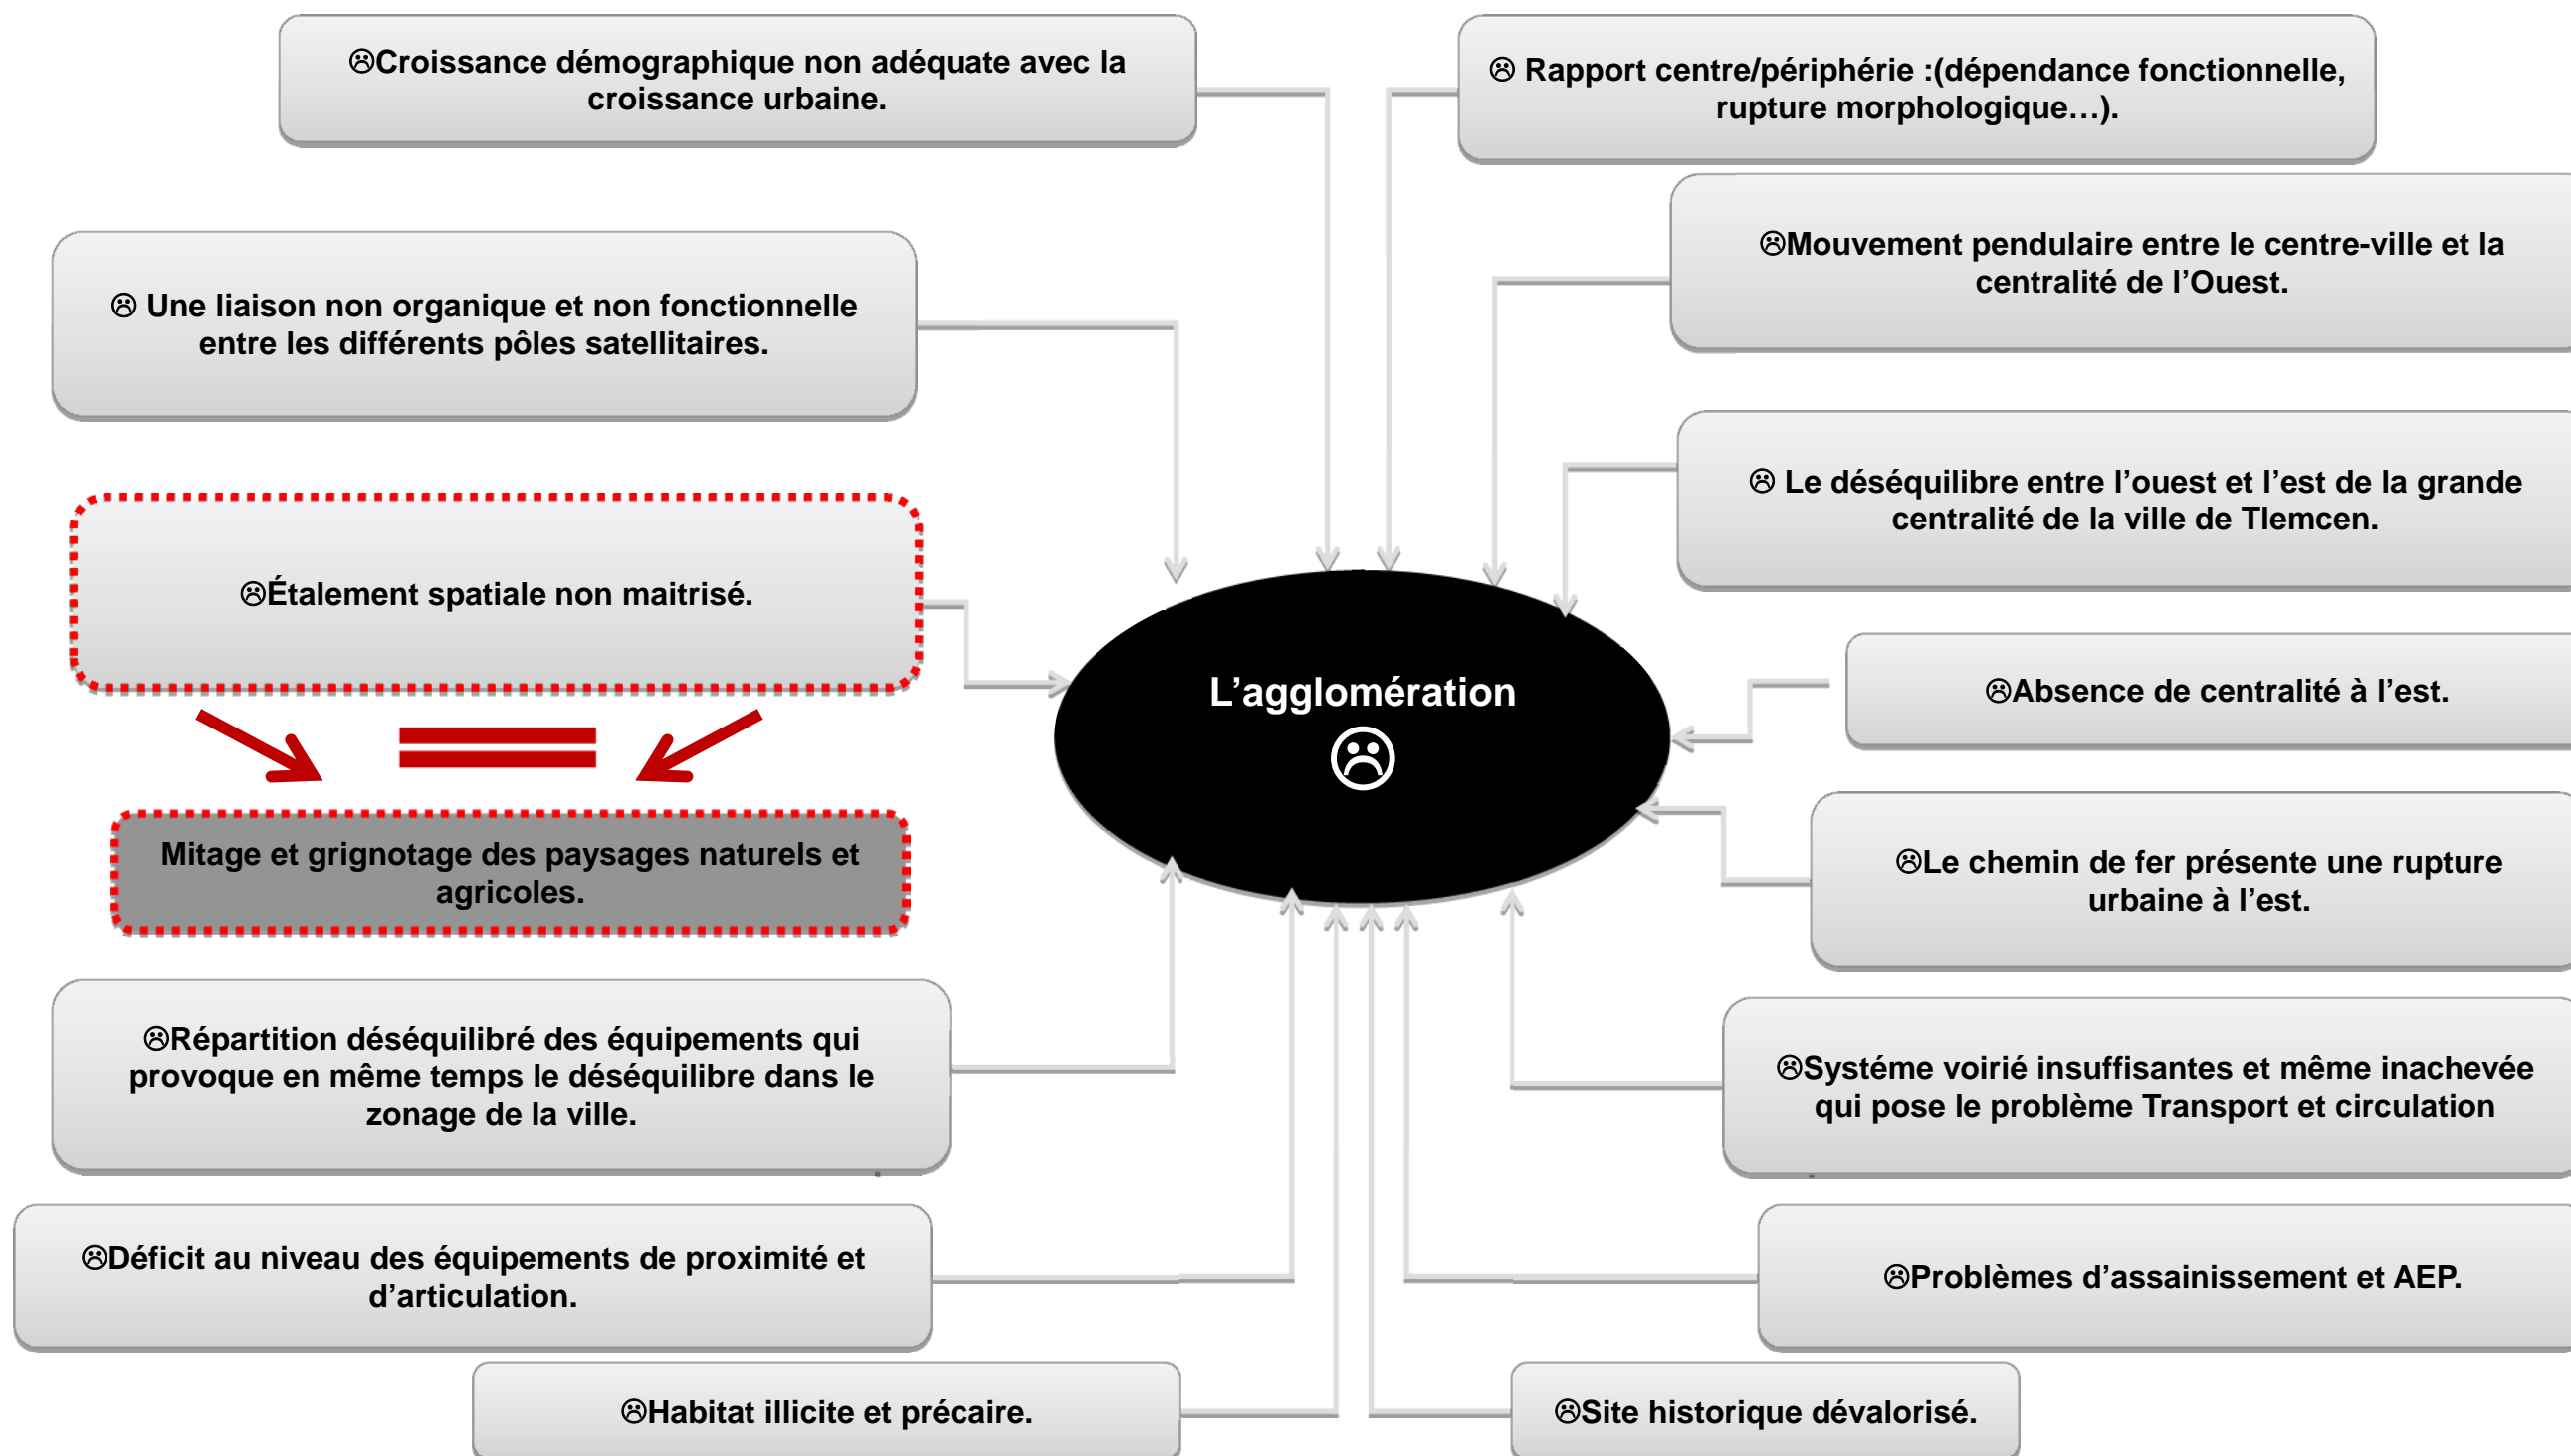 ☹Croissance démographique non adéquate avec la
croissance urbaine.
☹ Rapport centre/périphérie :(dépendance fonctionnelle,
rupture morphologique…).
☹Mouvement pendulaire entre le centre-ville et la
centralité de l’Ouest.
☹ Une liaison non organique et non fonctionnelle
entre les différents pôles satellitaires.
☹ Le déséquilibre entre l’ouest et l’est de la grande
centralité de la ville de Tlemcen.
☹Étalement spatiale non maitrisé.
L’agglomération
☹
☹Absence de centralité à l’est.
Mitage et grignotage des paysages naturels et
agricoles.
☹Le chemin de fer présente une rupture
urbaine à l’est.
☹Répartition déséquilibré des équipements qui
provoque en même temps le déséquilibre dans le
zonage de la ville.
☹Systéme voirié insuffisantes et même inachevée
qui pose le problème Transport et circulation
☹Déficit au niveau des équipements de proximité et
d’articulation.
☹Problèmes d’assainissement et AEP.
☹Habitat illicite et précaire.
☹Site historique dévalorisé.